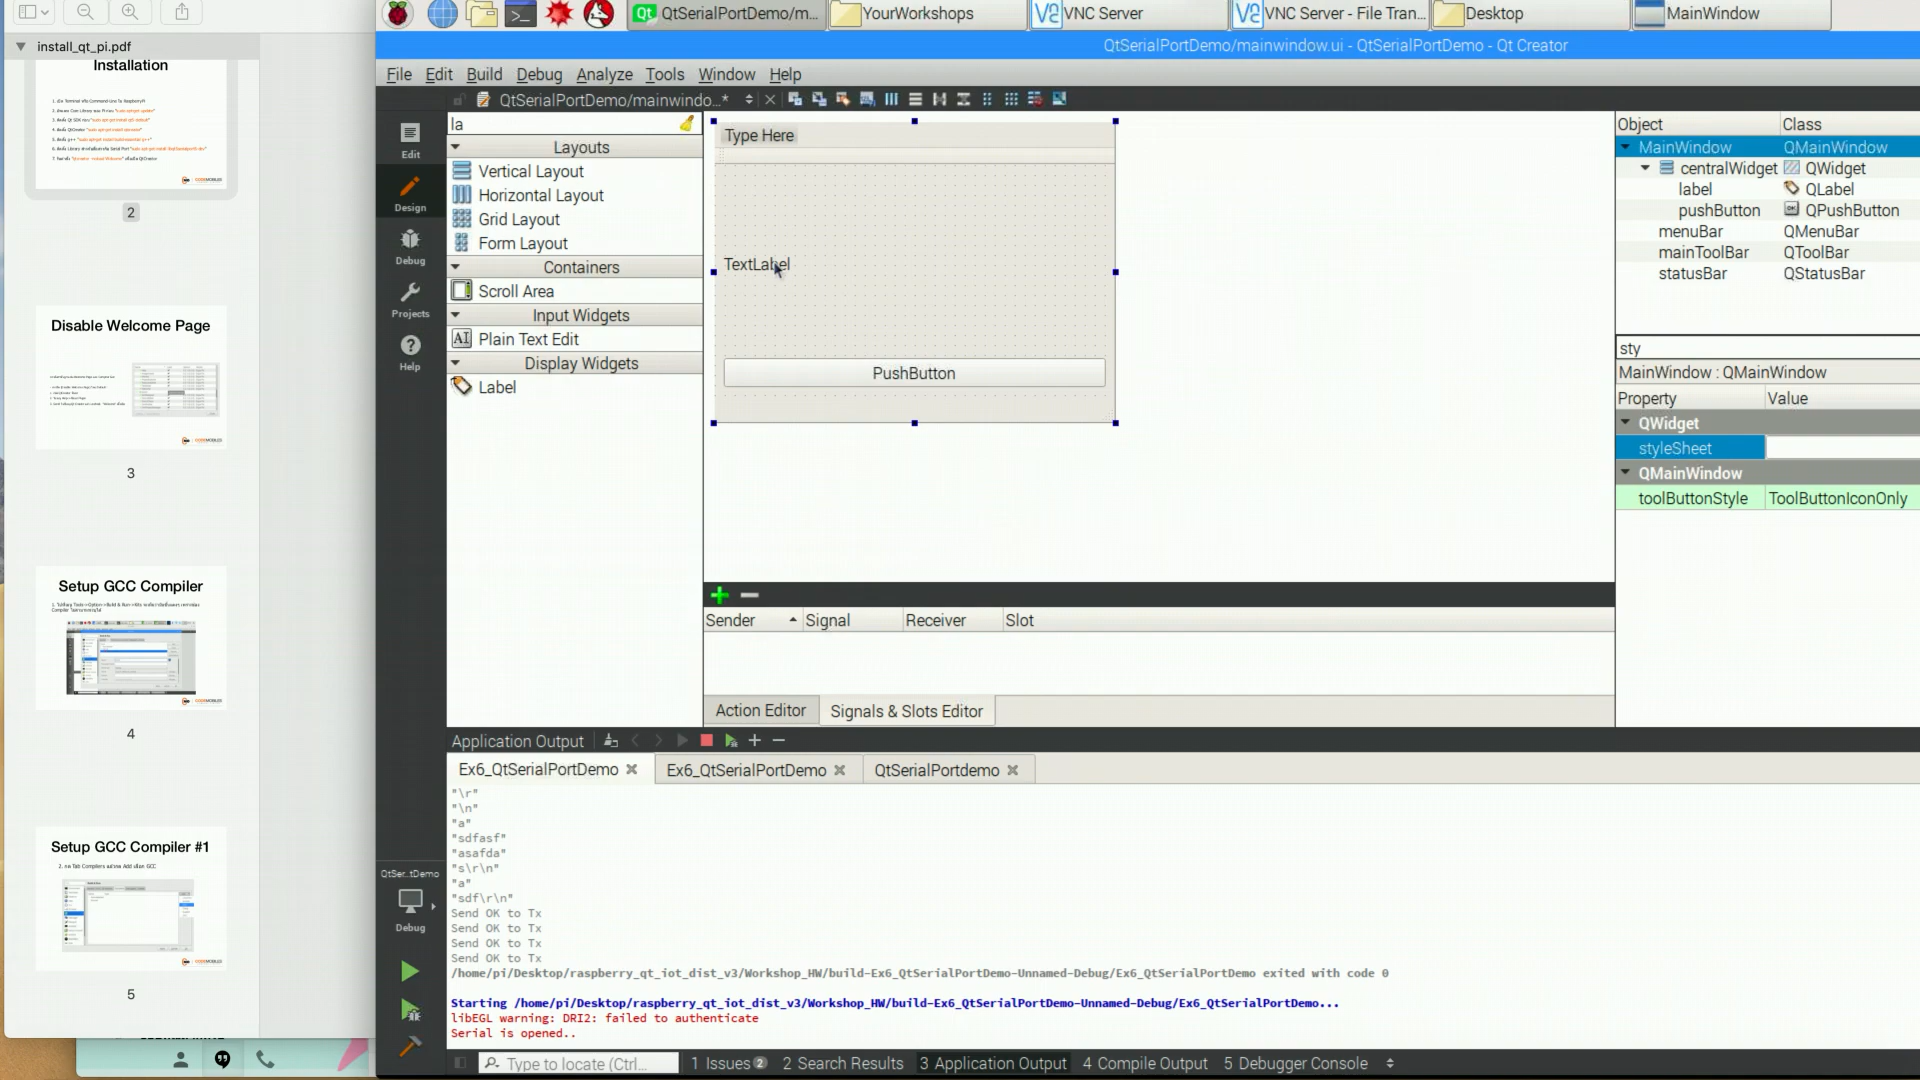 install_qt_pi.pdf
Installation
2
Disable Welcome Page
3
Setup GCC Compiler
4
Setup GCC Compiler #1
5
QtSerialPortDemo/m...
YourWorkshops
VNC Server
VNC Server - File Tran...
Desktop
MainWindow
QtSerialPortDemo/mainwindow.ui - QtSerialPortDemo - Qt Creator
File Edit Build Debug Analyze Tools Window Help
QtSerialPortDemo/mainwindo...*
Edit
Design
Debug
Projects
Help
la
Layouts
Vertical Layout
Horizontal Layout
Grid Layout
Form Layout
Containers
Scroll Area
Input Widgets
Plain Text Edit
Display Widgets
Label
Type Here
TextLabel
PushButton
Object Class
MainWindow QMainWindow
centralWidget QWidget
label QLabel
pushButton QPushButton
menuBar QMenuBar
mainToolBar QToolBar
statusBar QStatusBar
sty
MainWindow : QMainWindow
Property Value
QWidget
styleSheet
QMainWindow
toolButtonStyle ToolButtonIconOnly
Sender Signal Receiver Slot
Action Editor Signals & Slots Editor
Application Output
Ex6_QtSerialPortDemo
Ex6_QtSerialPortDemo
QtSerialPortdemo
"\r"
"\n"
"a"
"sdfasf"
"asafda"
"s\r\n"
"a"
"sdf\r\n"
Send OK to Tx
Send OK to Tx
Send OK to Tx
Send OK to Tx
/home/pi/Desktop/raspberry_qt_iot_dist_v3/Workshop_HW/build-Ex6_QtSerialPortDemo-Unnamed-Debug/Ex6_QtSerialPortDemo exited with code 0
Starting /home/pi/Desktop/raspberry_qt_iot_dist_v3/Workshop_HW/build-Ex6_QtSerialPortDemo-Unnamed-Debug/Ex6_QtSerialPortDemo...
libEGL warning: DRI2: failed to authenticate
Serial is opened..
QtSer...tDemo
Debug
Type to locate (Ctrl...
1 Issues 2
2 Search Results
3 Application Output
4 Compile Output
5 Debugger Console